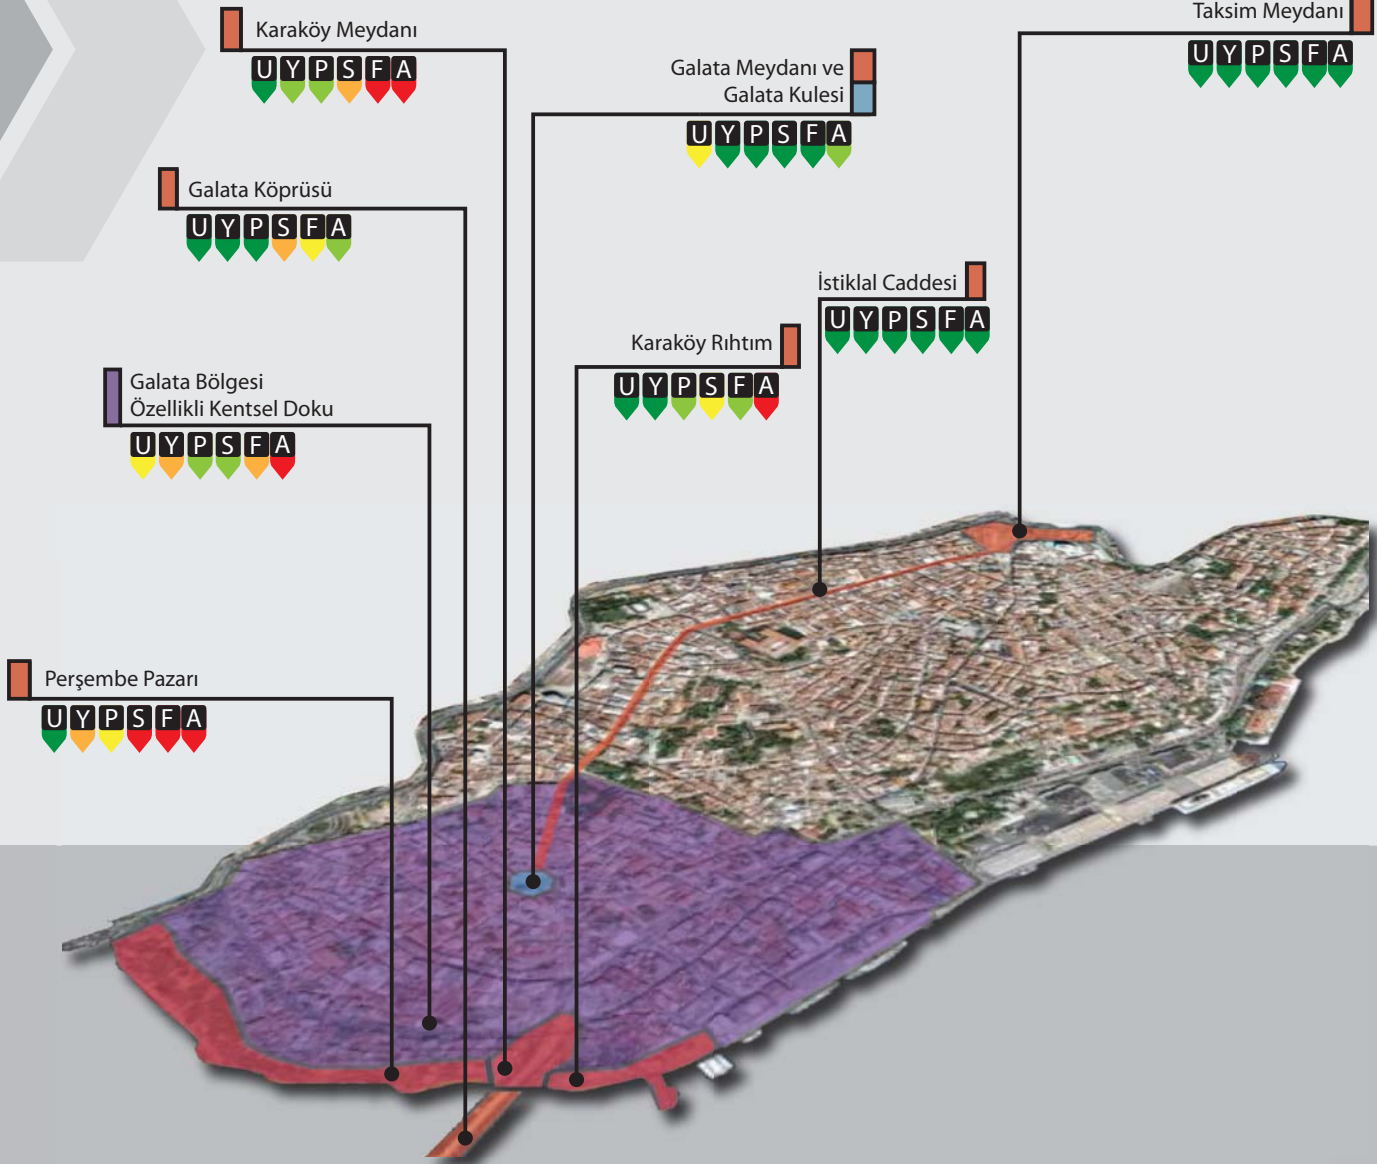 Karaköy Meydanı
U Y P S F A
Taksim Meydanı
U Y P S F A
Galata Meydanı ve
Galata Kulesi
U Y P S F A
Galata Köprüsü
U Y P S F A
İstiklal Caddesi
U Y P S F A
Karaköy Rıhtım
U Y P S F A
Galata Bölgesi
Özellikli Kentsel Doku
U Y P S F A
Perşembe Pazarı
U Y P S F A